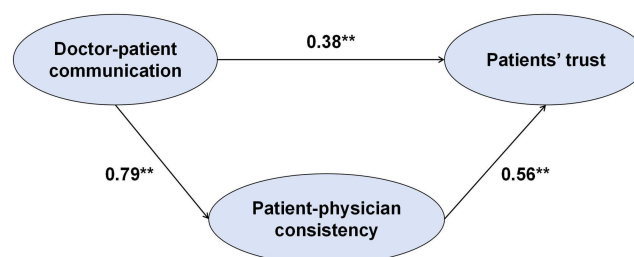 Doctor-patient
communication
0.38**
Patients’ trust
0.79**
0.56**
Patient-physician
consistency